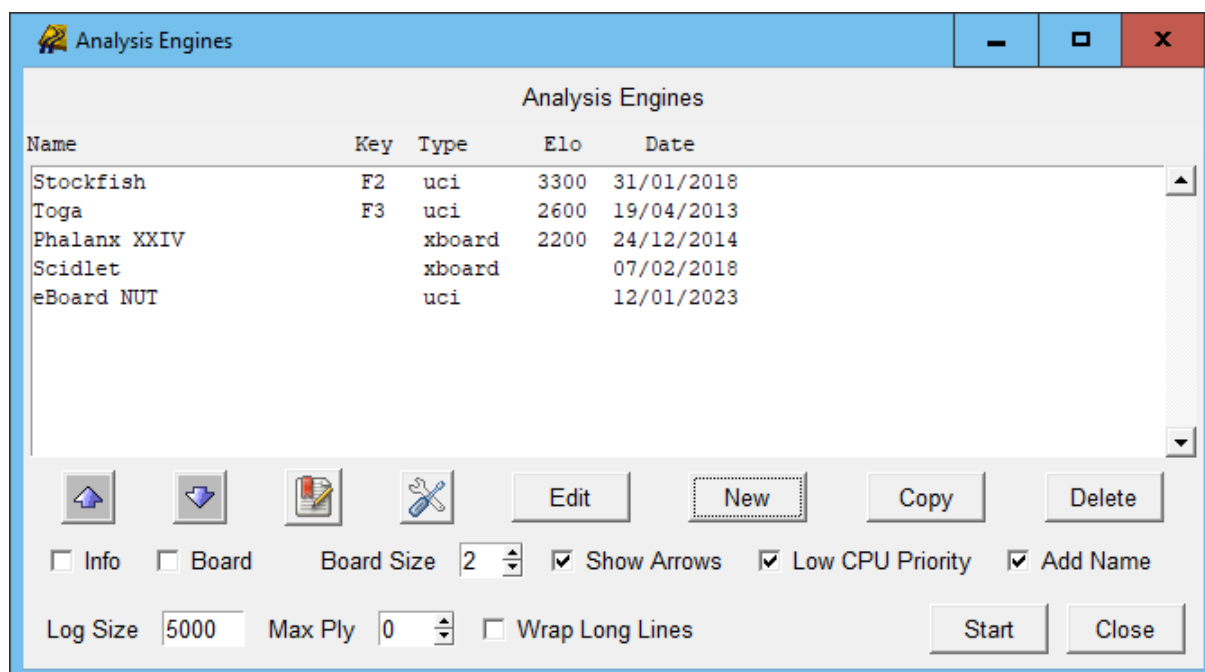 Analysis Engines
Analysis Engines
Name Key Type Elo Date
Stockfish F2 uci 3300 31/01/2018
Toga F3 uci 2600 19/04/2013
Phalanx XXIV xboard 2200 24/12/2014
Scidlet xboard 07/02/2018
eBoard NUT uci 12/01/2023
Edit New Copy Delete
Info Board Board Size 2 Show Arrows Low CPU Priority Add Name
Log Size 5000 Max Ply 0 Wrap Long Lines Start Close